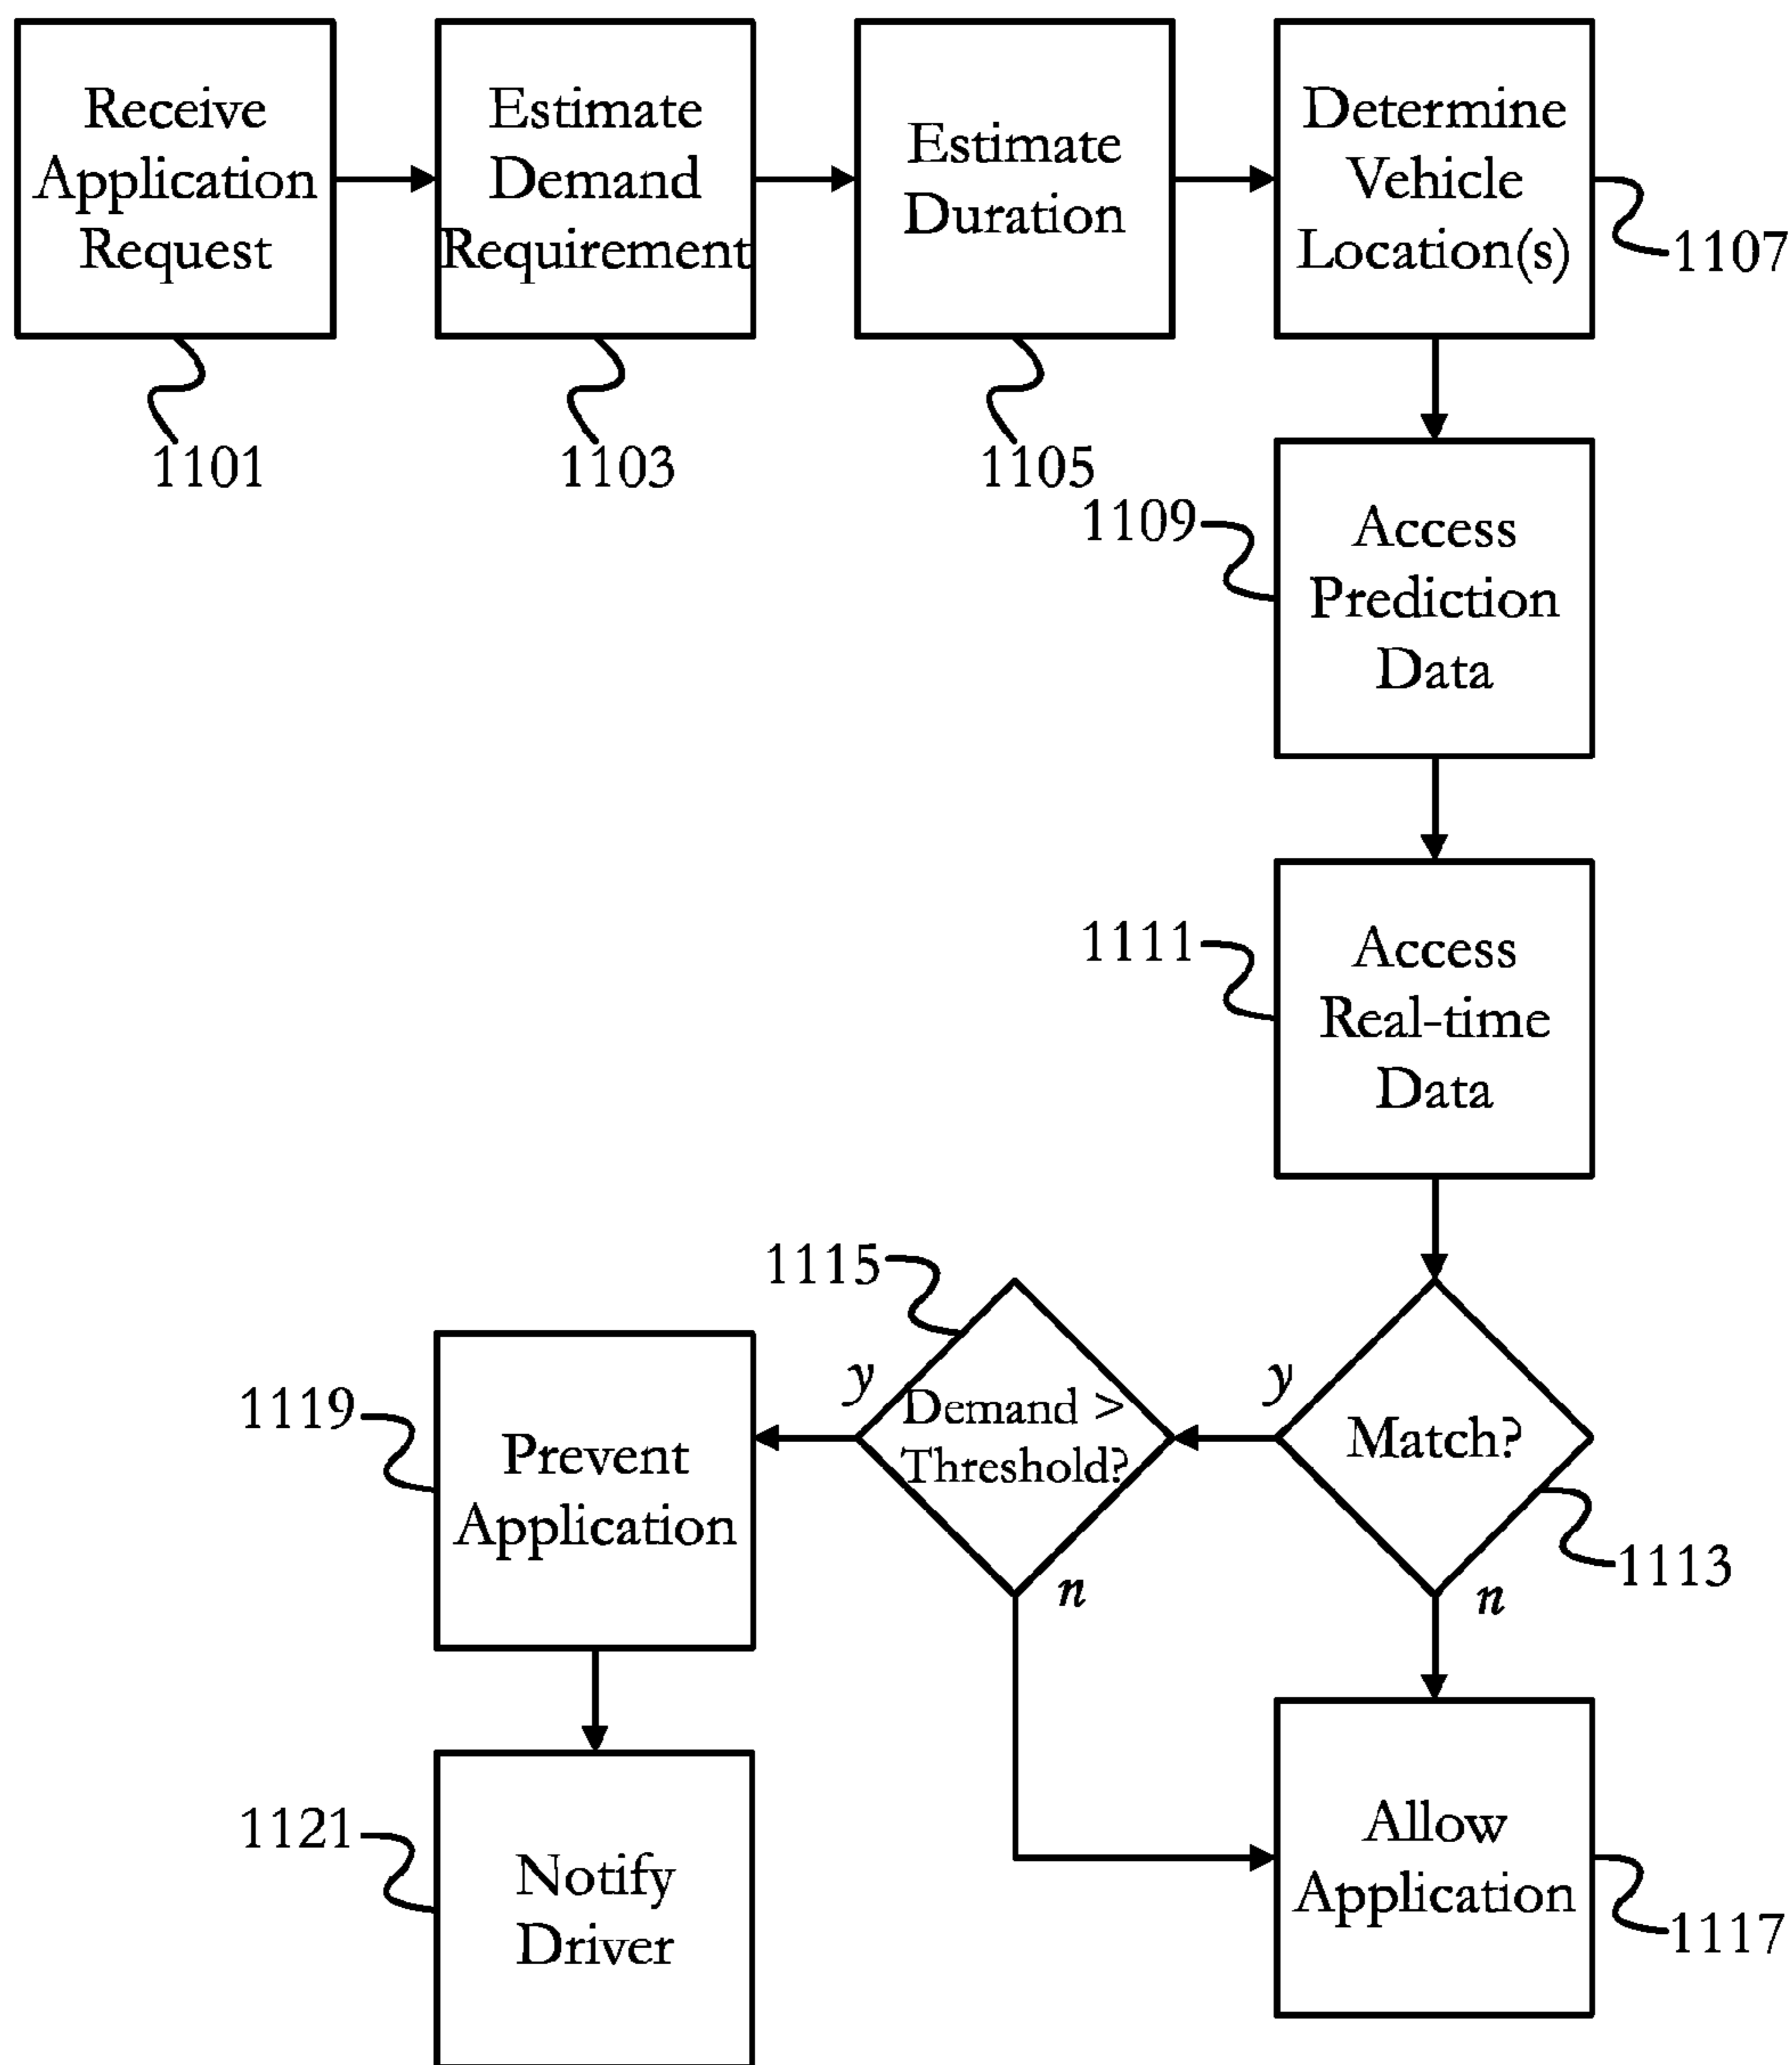 Receive
Application
Request
Estimate
Demand
Requirement
Estimate
Duration
Determine
Vehicle
Location(s)
1107
1101
1103
1105
1109
Access
Prediction
Data
1111
Access
Real-time
Data
1115
1119
Prevent
Application
y
Demand >
Threshold?
n
y
Match?
n
1113
1121
Notify
Driver
Allow
Application
1117